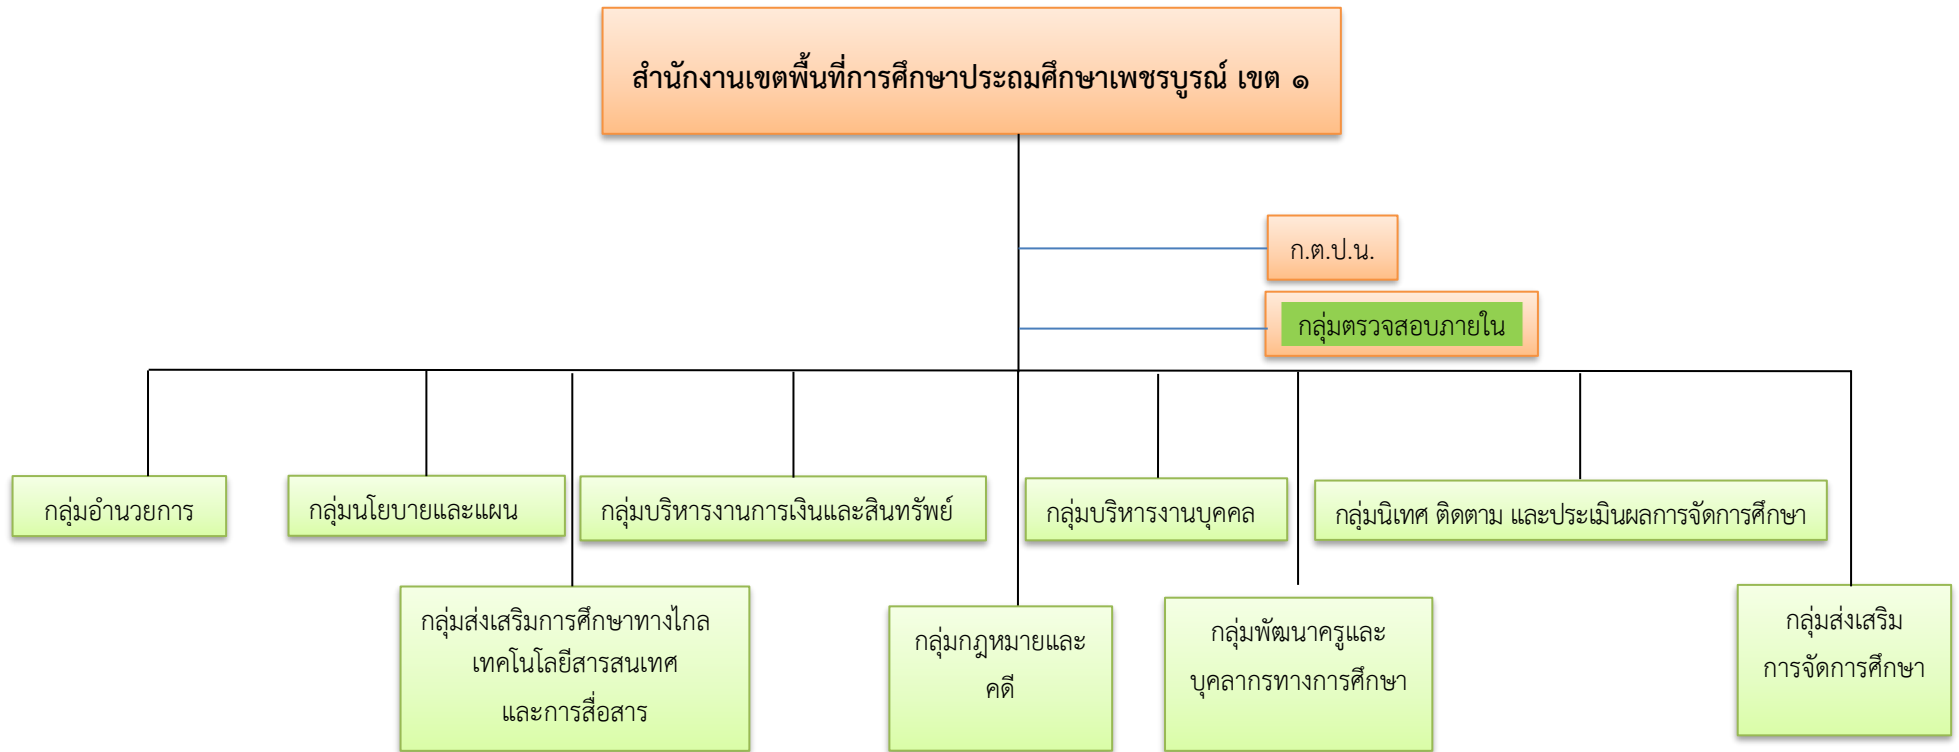 สำนักงานเขตพื้นที่การศึกษาประถมศึกษาเพชรบูรณ์ เขต ๑
ก.ต.ป.น.
กลุ่มตรวจสอบภายใน
กลุ่มอำนวยการ
กลุ่มนโยบายและแผน
กลุ่มบริหารงานการเงินและสินทรัพย์
กลุ่มบริหารงานบุคคล
กลุ่มนิเทศ ติดตาม และประเมินผลการจัดการศึกษา
กลุ่มส่งเสริมการศึกษาทางไกล
เทคโนโลยีสารสนเทศ
และการสื่อสาร
กลุ่มกฎหมายและ
คดี
กลุ่มพัฒนาครูและ
บุคลากรทางการศึกษา
กลุ่มส่งเสริม
การจัดการศึกษา